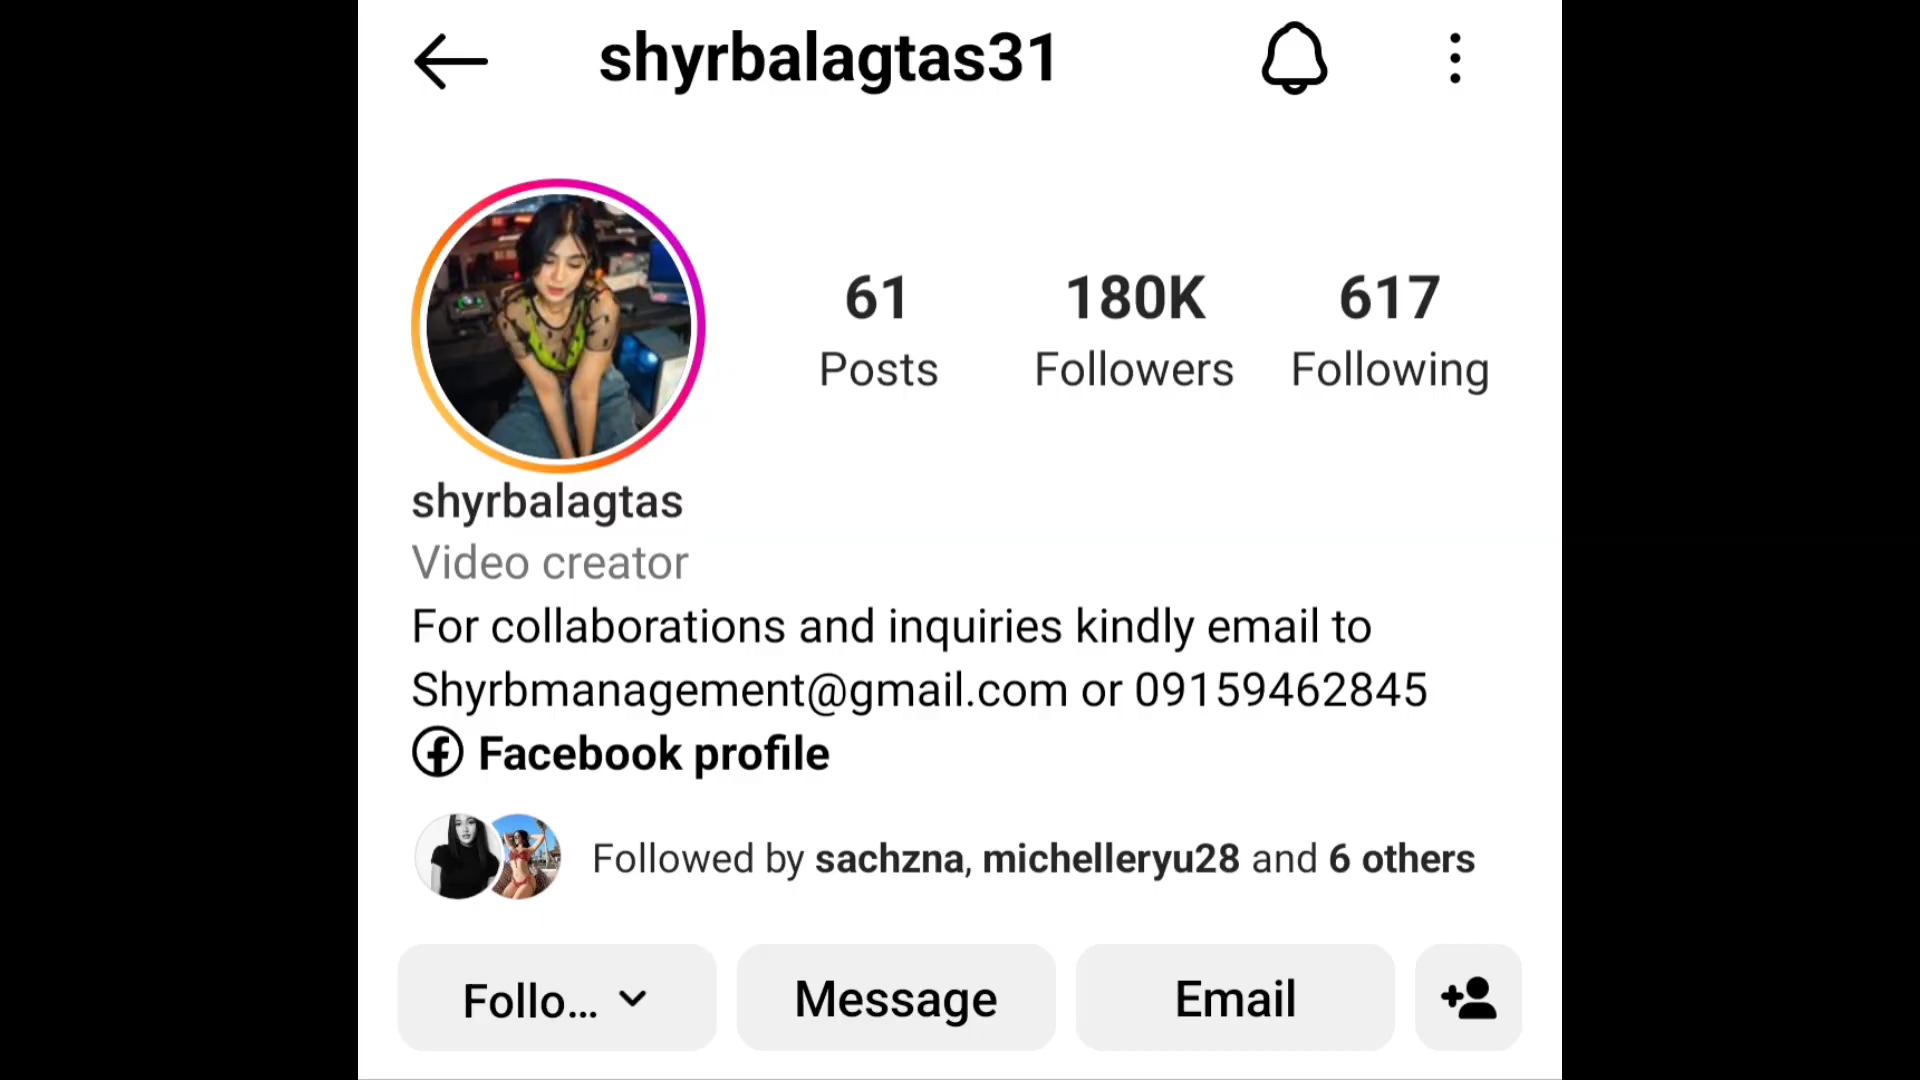 shyrbalagtas31
61 180K 617
Posts Followers Following
shyrbalagtas
Video creator
For collaborations and inquiries kindly email to
Shyrbmanagement@gmail.com or 09159462845
Facebook profile
Followed by sachzna, michelleryu28 and 6 others
Follo... Message Email